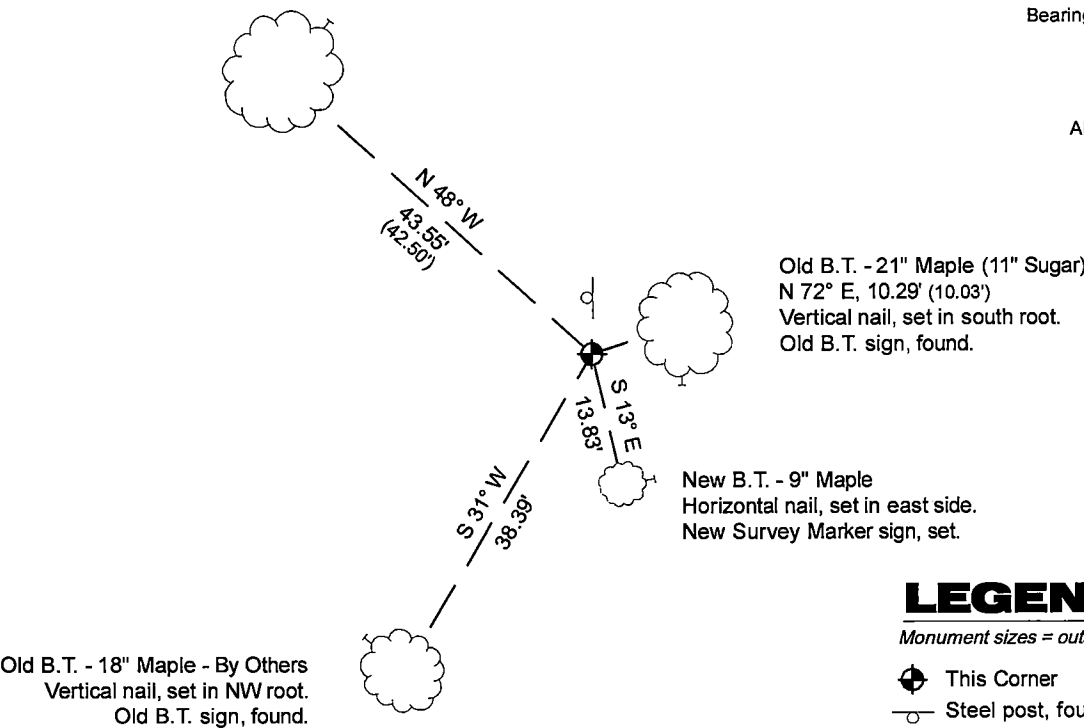 Bearing
A
N 48° W
43.55'
(42.50')
Old B.T. - 21" Maple (11" Sugar)
N 72° E, 10.29' (10.03')
Vertical nail, set in south root.
Old B.T. sign, found.
S 13° E
13.83'
New B.T. - 9" Maple
Horizontal nail, set in east side.
New Survey Marker sign, set.
S 31° W
38.39'
Old B.T. - 18" Maple - By Others
Vertical nail, set in NW root.
Old B.T. sign, found.
LEGEN
Monument sizes = out
This Corner
Steel post, fou